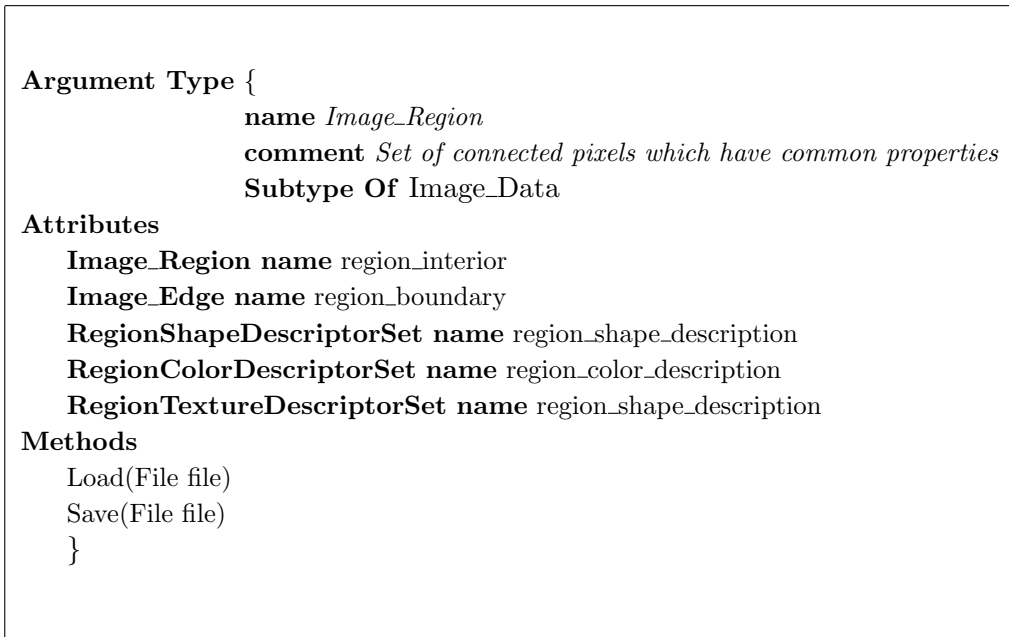 Argument Type {
name Image_Region
comment Set of connected pixels which have common properties
Subtype Of Image_Data
Attributes
Image_Region name region_interior
Image_Edge name region_boundary
RegionShapeDescriptorSet name region_shape_description
RegionColorDescriptorSet name region_color_description
RegionTextureDescriptorSet name region_shape_description
Methods
Load(File file)
Save(File file)
}